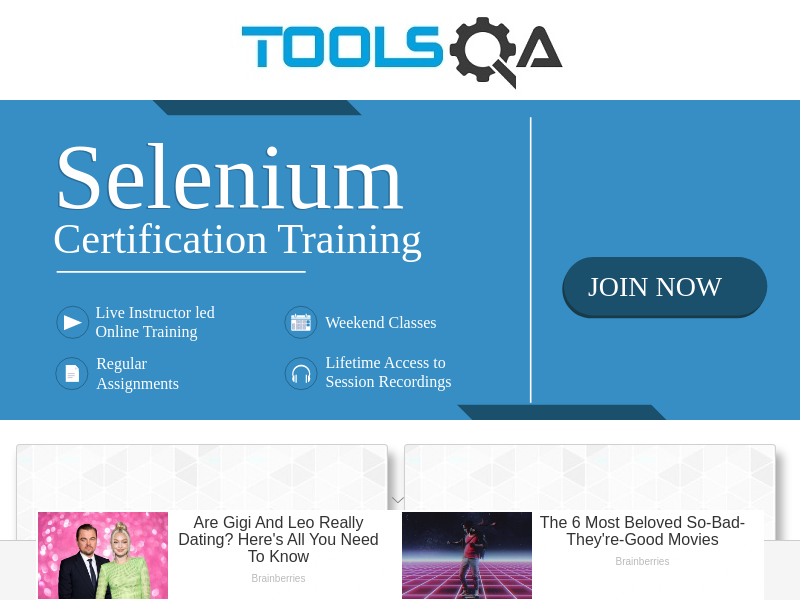 TOOLSQA
Selenium
Certification Training
Live Instructor led
Online Training
Weekend Classes
Regular
Assignments
Lifetime Access to
Session Recordings
JOIN NOW
Are Gigi And Leo Really
Dating? Here's All You Need
To Know
Brainberries
The 6 Most Beloved So-Bad-
They're-Good Movies
Brainberries